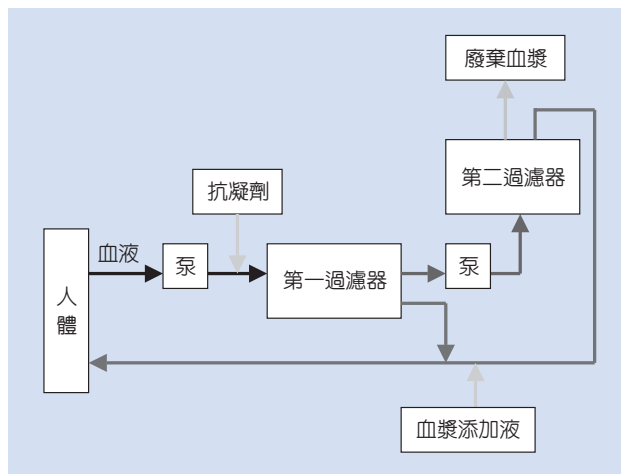 廢棄血漿
第二過濾器
抗凝劑
血液
泵
第一過濾器
泵
人
體
血漿添加液